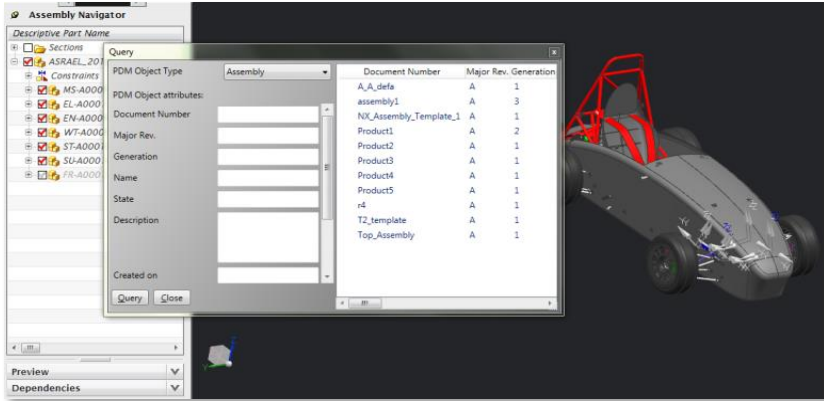 Assembly Navigator
Descriptive Part Name
Sections
ASRAEL_201
Constraints
MS-A000
EL-A000
EN-A000
WT-A000
ST-A0001
SU-A0001
FR-A000
Preview
Dependencies
Query
PDM Object Type Assembly
PDM Object attributes:
Document Number
Major Rev.
Generation
Name
State
Description
Created on
Query Close
Document Number Major Rev. Generation
A_A_defa A 1
assembly1 A 3
NX_Assembly_Template_1 A 1
Product1 A 2
Product2 A 1
Product3 A 1
Product4 A 1
Product5 A 1
r4 A 1
T2_template A 1
Top_Assembly A 1